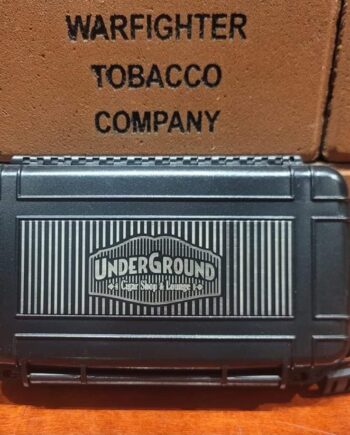 WARFIGHTER
TOBACCO
COMPANY
UNDERGROUND
Cigar Shop & Lounge